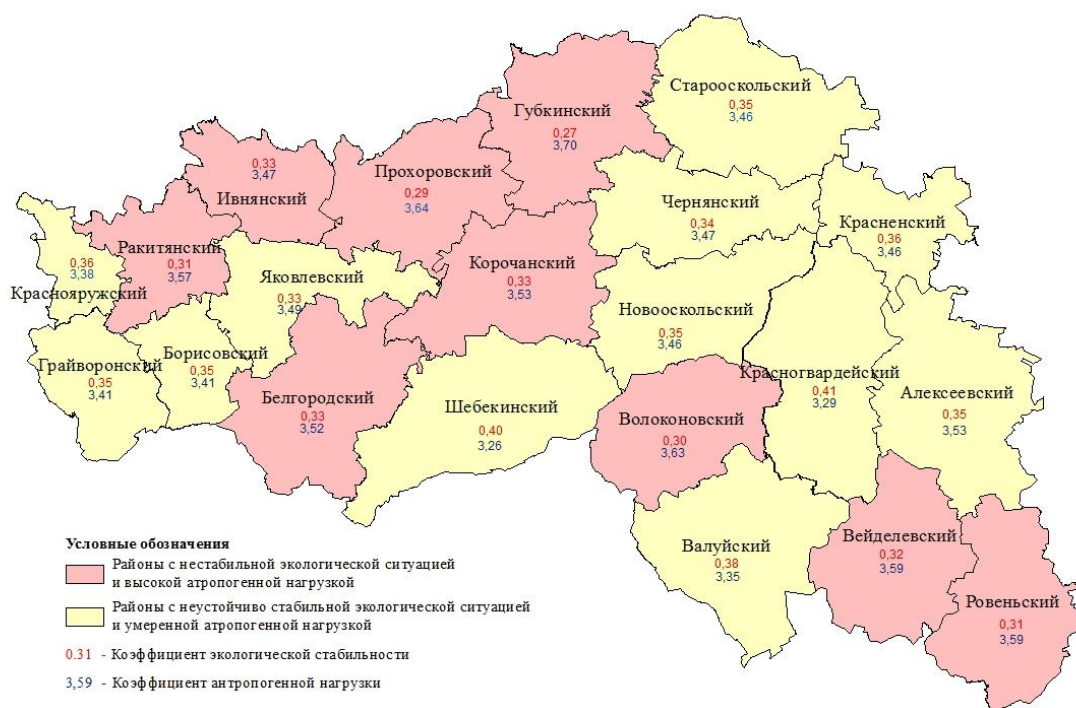 Старооскольский
0,35
3,46
Губкинский
0,27
3,70
0,33
3,47
Ивнянский
Прохоровский
0,29
3,64
Чернянский
0,34
3,47
Красненский
0,36
3,46
Ракитянский
0,31
3,57
0,36
3,38
Краснояружский
Яковлевский
0,33
3,49
Корочанский
0,33
3,53
Новооскольский
0,35
3,46
Грайворонский
0,35
3,41
Борисовский
0,35
3,41
Белгородский
0,33
3,52
Шебекинский
0,40
3,26
Волоконовский
0,30
3,63
Красногвардейский
0,41
3,29
Алексеевский
0,35
3,53
Валуйский
0,38
3,35
Вейделевский
0,32
3,59
Ровеньский
0,31
3,59
Условные обозначения
Районы с нестабильной экологической ситуацией
и высокой атропогенной нагрузкой
Районы с неустойчиво стабильной экологической ситуацией
и умеренной атропогенной нагрузкой
0.31 - Коэффициент экологической стабильности
3,59 - Коэффициент антропогенной нагрузки